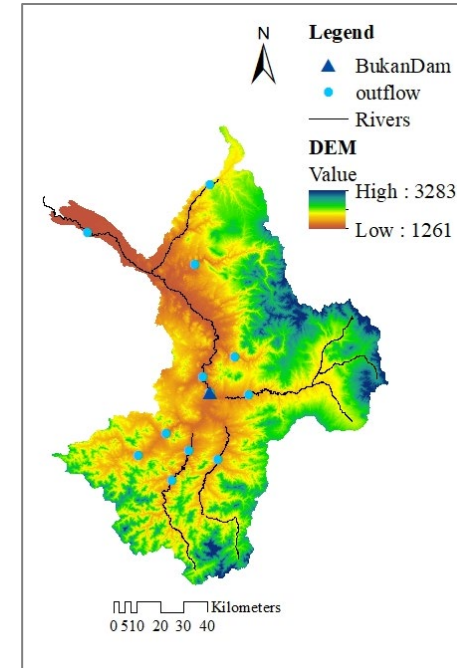 N
Legend
BukanDam
outflow
Rivers
DEM
Value
High : 3283
Low : 1261
Kilometers
0 5 10 20 30 40